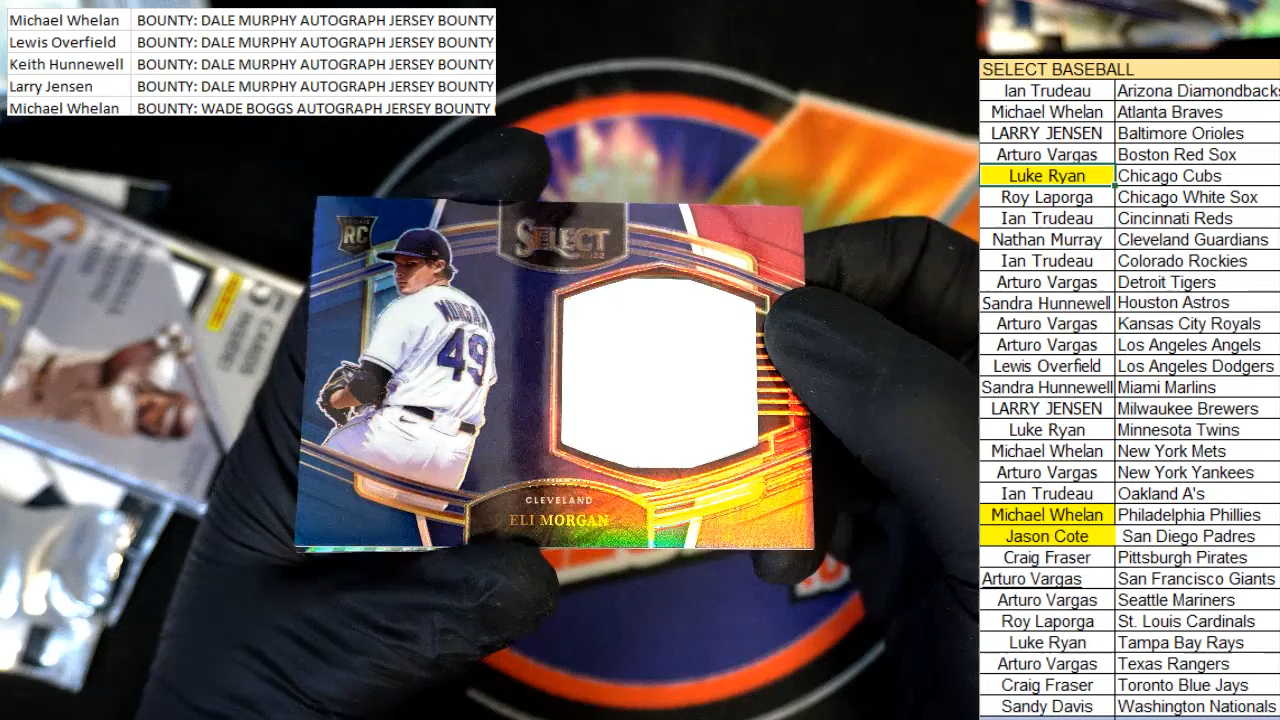 Michael Whelan BOUNTY: DALE MURPHY AUTOGRAPH JERSEY BOUNTY
Lewis Overfield BOUNTY: DALE MURPHY AUTOGRAPH JERSEY BOUNTY
Keith Hunnewell BOUNTY: DALE MURPHY AUTOGRAPH JERSEY BOUNTY
Larry Jensen BOUNTY: DALE MURPHY AUTOGRAPH JERSEY BOUNTY
Michael Whelan BOUNTY: WADE BOGGS AUTOGRAPH JERSEY BOUNTY (
RC
SELECT
2022
MORGAN
49
CLEVELAND
ELI MORGAN
5 CARDS
SELECT BASEBALL
Ian Trudeau Arizona Diamondbacks
Michael Whelan Atlanta Braves
LARRY JENSEN Baltimore Orioles
Arturo Vargas Boston Red Sox
Luke Ryan Chicago Cubs
Roy Laporga Chicago White Sox
Ian Trudeau Cincinnati Reds
Nathan Murray Cleveland Guardians
Ian Trudeau Colorado Rockies
Arturo Vargas Detroit Tigers
Sandra Hunnewell Houston Astros
Arturo Vargas Kansas City Royals
Arturo Vargas Los Angeles Angels
Lewis Overfield Los Angeles Dodgers
Sandra Hunnewell Miami Marlins
LARRY JENSEN Milwaukee Brewers
Luke Ryan Minnesota Twins
Michael Whelan New York Mets
Arturo Vargas New York Yankees
Ian Trudeau Oakland A's
Michael Whelan Philadelphia Phillies
Jason Cote San Diego Padres
Craig Fraser Pittsburgh Pirates
Arturo Vargas San Francisco Giants
Arturo Vargas Seattle Mariners
Roy Laporga St. Louis Cardinals
Luke Ryan Tampa Bay Rays
Arturo Vargas Texas Rangers
Craig Fraser Toronto Blue Jays
Sandy Davis Washington Nationals